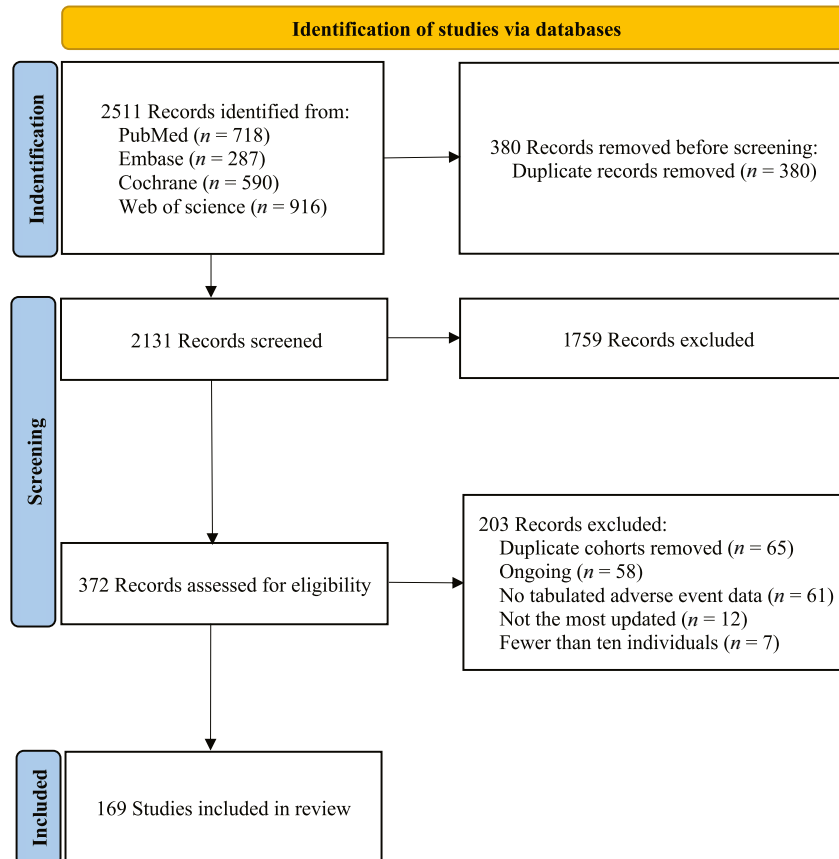 Identification of studies via databases
Indentification
2511 Records identified from:
PubMed (n = 718)
Embase (n = 287)
Cochrane (n = 590)
Web of science (n = 916)
380 Records removed before screening:
Duplicate records removed (n = 380)
Screening
2131 Records screened
1759 Records excluded
372 Records assessed for eligibility
203 Records excluded:
Duplicate cohorts removed (n = 65)
Ongoing (n = 58)
No tabulated adverse event data (n = 61)
Not the most updated (n = 12)
Fewer than ten individuals (n = 7)
Included
169 Studies included in review